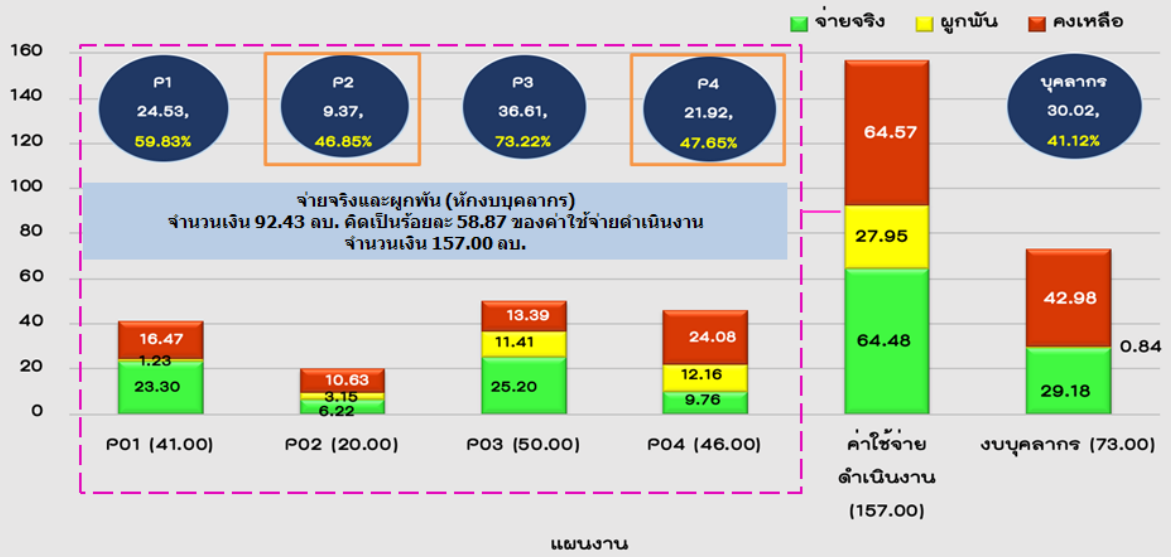 จ่ายจริง ผูกพัน คงเหลือ
160
140
120
100
80
60
40
20
0
P1
24.53,
59.83%
P2
9.37,
46.85%
P3
36.61,
73.22%
P4
21.92,
47.65%
บุคลากร
30.02,
41.12%
จ่ายจริงและผูกพัน (หักงบบุคลากร)
จำนวนเงิน 92.43 ลบ. คิดเป็นร้อยละ 58.87 ของค่าใช้จ่ายดำเนินงาน
จำนวนเงิน 157.00 ลบ.
16.47
1.23
23.30
10.63
3.15
6.22
13.39
11.41
25.20
24.08
12.16
9.76
64.57
27.95
64.48
42.98
0.84
29.18
P01 (41.00)
P02 (20.00)
P03 (50.00)
P04 (46.00)
ค่าใช้จ่าย
ดำเนินงาน
(157.00)
งบบุคลากร (73.00)
แผนงาน